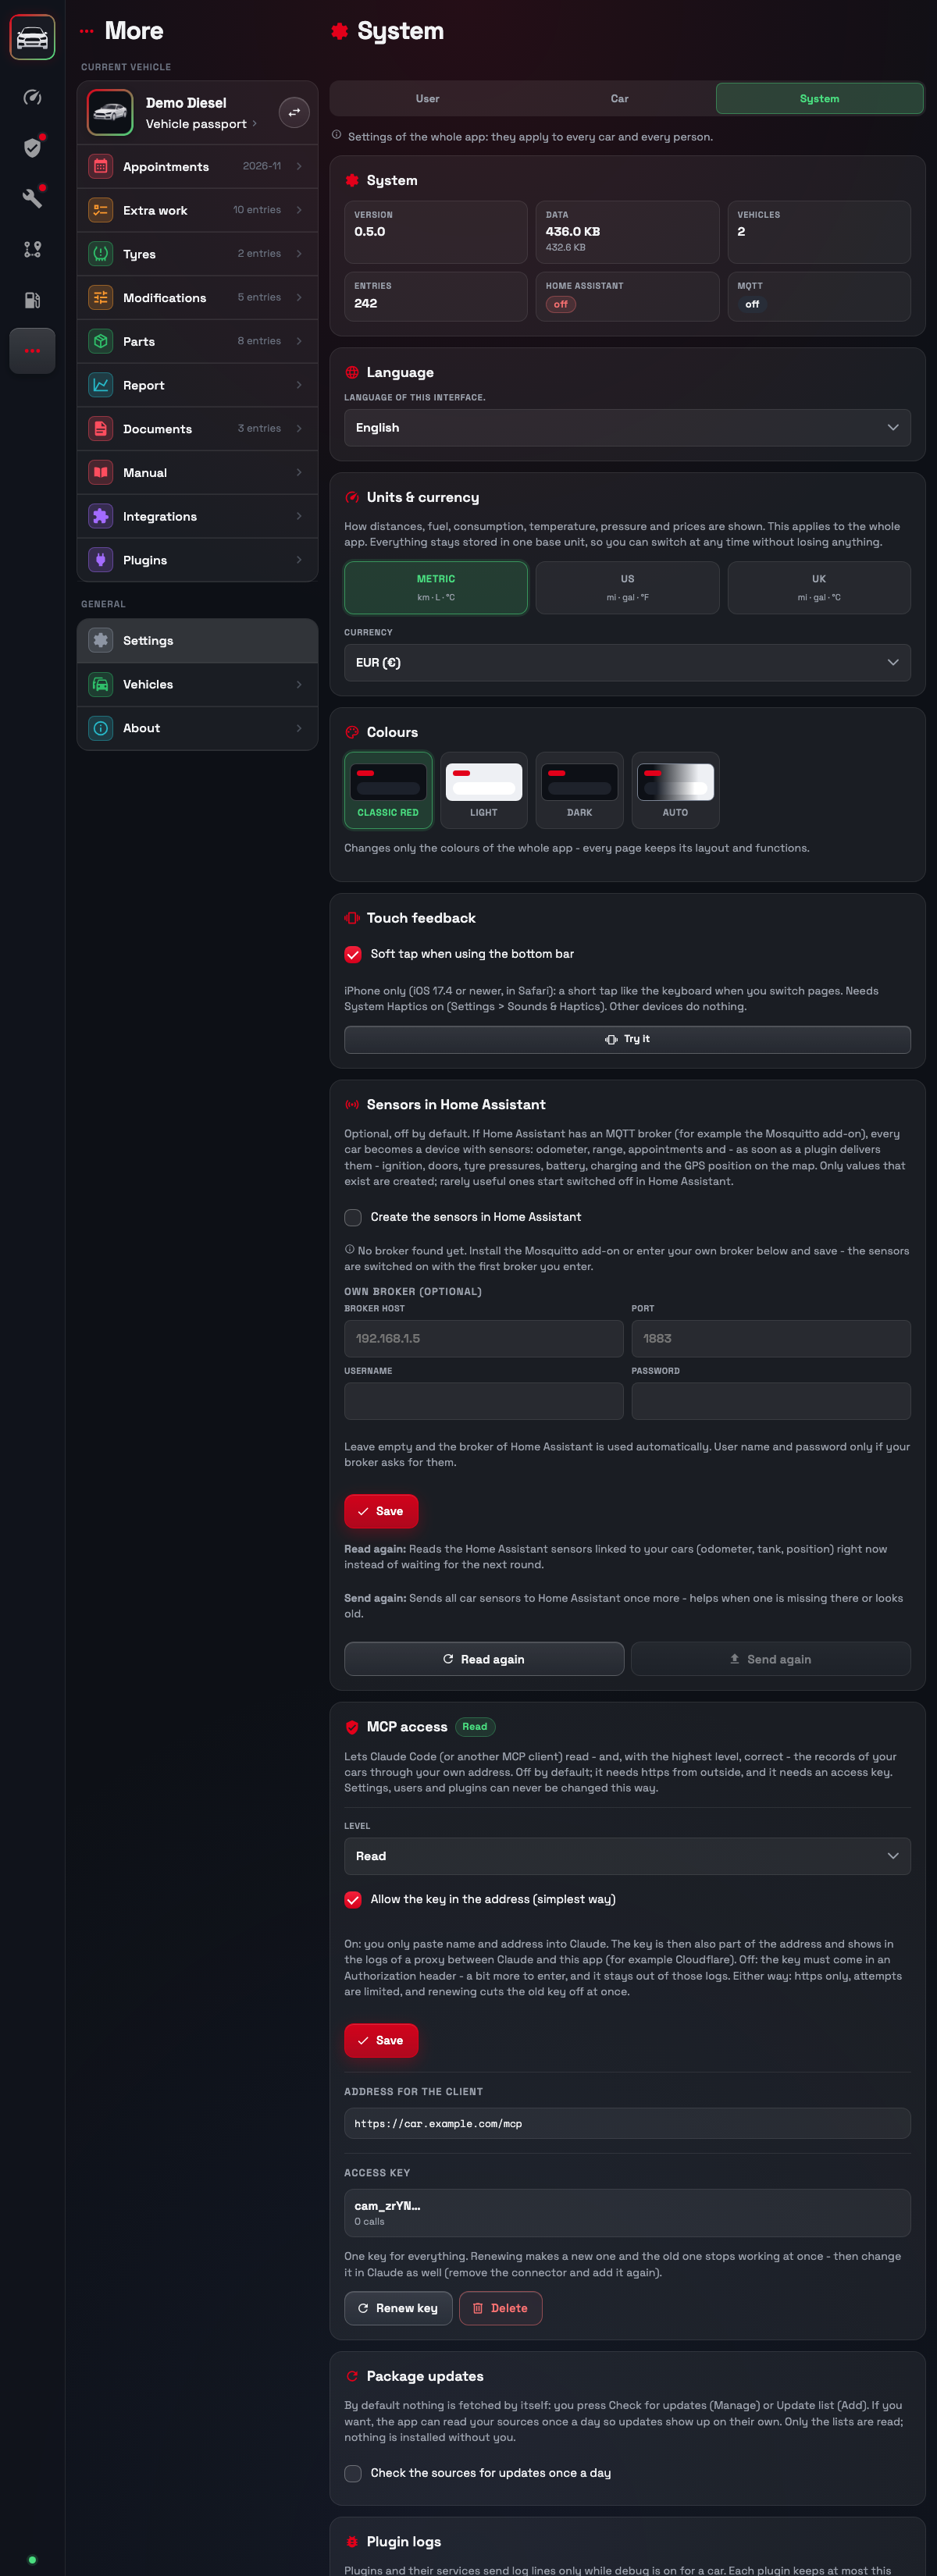 More
CURRENT VEHICLE
Demo Diesel
Vehicle passport
Appointments 2026-11
Extra work 10 entries
Tyres 2 entries
Modifications 5 entries
Parts 8 entries
Report
Documents 3 entries
Manual
Integrations
Plugins
GENERAL
Settings
Vehicles
About
System
User Car System
Settings of the whole app: they apply to every car and every person.
System
VERSION
0.5.0
DATA
436.0 KB
432.6 KB
VEHICLES
2
ENTRIES
242
HOME ASSISTANT
off
MQTT
off
Language
LANGUAGE OF THIS INTERFACE.
English
Units & currency
How distances, fuel, consumption, temperature, pressure and prices are shown. This applies to the whole
app. Everything stays stored in one base unit, so you can switch at any time without losing anything.
METRIC
km · L · °C
US
mi · gal · °F
UK
mi · gal · °C
CURRENCY
EUR (€)
Colours
CLASSIC RED
LIGHT
DARK
AUTO
Changes only the colours of the whole app - every page keeps its layout and functions.
Touch feedback
Soft tap when using the bottom bar
iPhone only (iOS 17.4 or newer, in Safari): a short tap like the keyboard when you switch pages. Needs
System Haptics on (Settings > Sounds & Haptics). Other devices do nothing.
Try it
Sensors in Home Assistant
Optional, off by default. If Home Assistant has an MQTT broker (for example the Mosquitto add-on), every
car becomes a device with sensors: odometer, range, appointments and - as soon as a plugin delivers
them - ignition, doors, tyre pressures, battery, charging and the GPS position on the map. Only values that
exist are created; rarely useful ones start switched off in Home Assistant.
Create the sensors in Home Assistant
No broker found yet. Install the Mosquitto add-on or enter your own broker below and save - the sensors
are switched on with the first broker you enter.
OWN BROKER (OPTIONAL)
BROKER HOST
192.168.1.5
PORT
1883
USERNAME
PASSWORD
Leave empty and the broker of Home Assistant is used automatically. User name and password only if your
broker asks for them.
Save
Read again: Reads the Home Assistant sensors linked to your cars (odometer, tank, position) right now
instead of waiting for the next round.
Send again: Sends all car sensors to Home Assistant once more - helps when one is missing there or looks
old.
Read again
Send again
MCP access Read
Lets Claude Code (or another MCP client) read - and, with the highest level, correct - the records of your
cars through your own address. Off by default; it needs https from outside, and it needs an access key.
Settings, users and plugins can never be changed this way.
LEVEL
Read
Allow the key in the address (simplest way)
On: you only paste name and address into Claude. The key is then also part of the address and shows in
the logs of a proxy between Claude and this app (for example Cloudflare). Off: the key must come in an
Authorization header - a bit more to enter, and it stays out of those logs. Either way: https only, attempts
are limited, and renewing cuts the old key off at once.
Save
ADDRESS FOR THE CLIENT
https://car.example.com/mcp
ACCESS KEY
cam_zrYN…
0 calls
One key for everything. Renewing makes a new one and the old one stops working at once - then change
it in Claude as well (remove the connector and add it again).
Renew key
Delete
Package updates
By default nothing is fetched by itself: you press Check for updates (Manage) or Update list (Add). If you
want, the app can read your sources once a day so updates show up on their own. Only the lists are read;
nothing is installed without you.
Check the sources for updates once a day
Plugin logs
Plugins and their services send log lines only while debug is on for a car. Each plugin keeps at most this